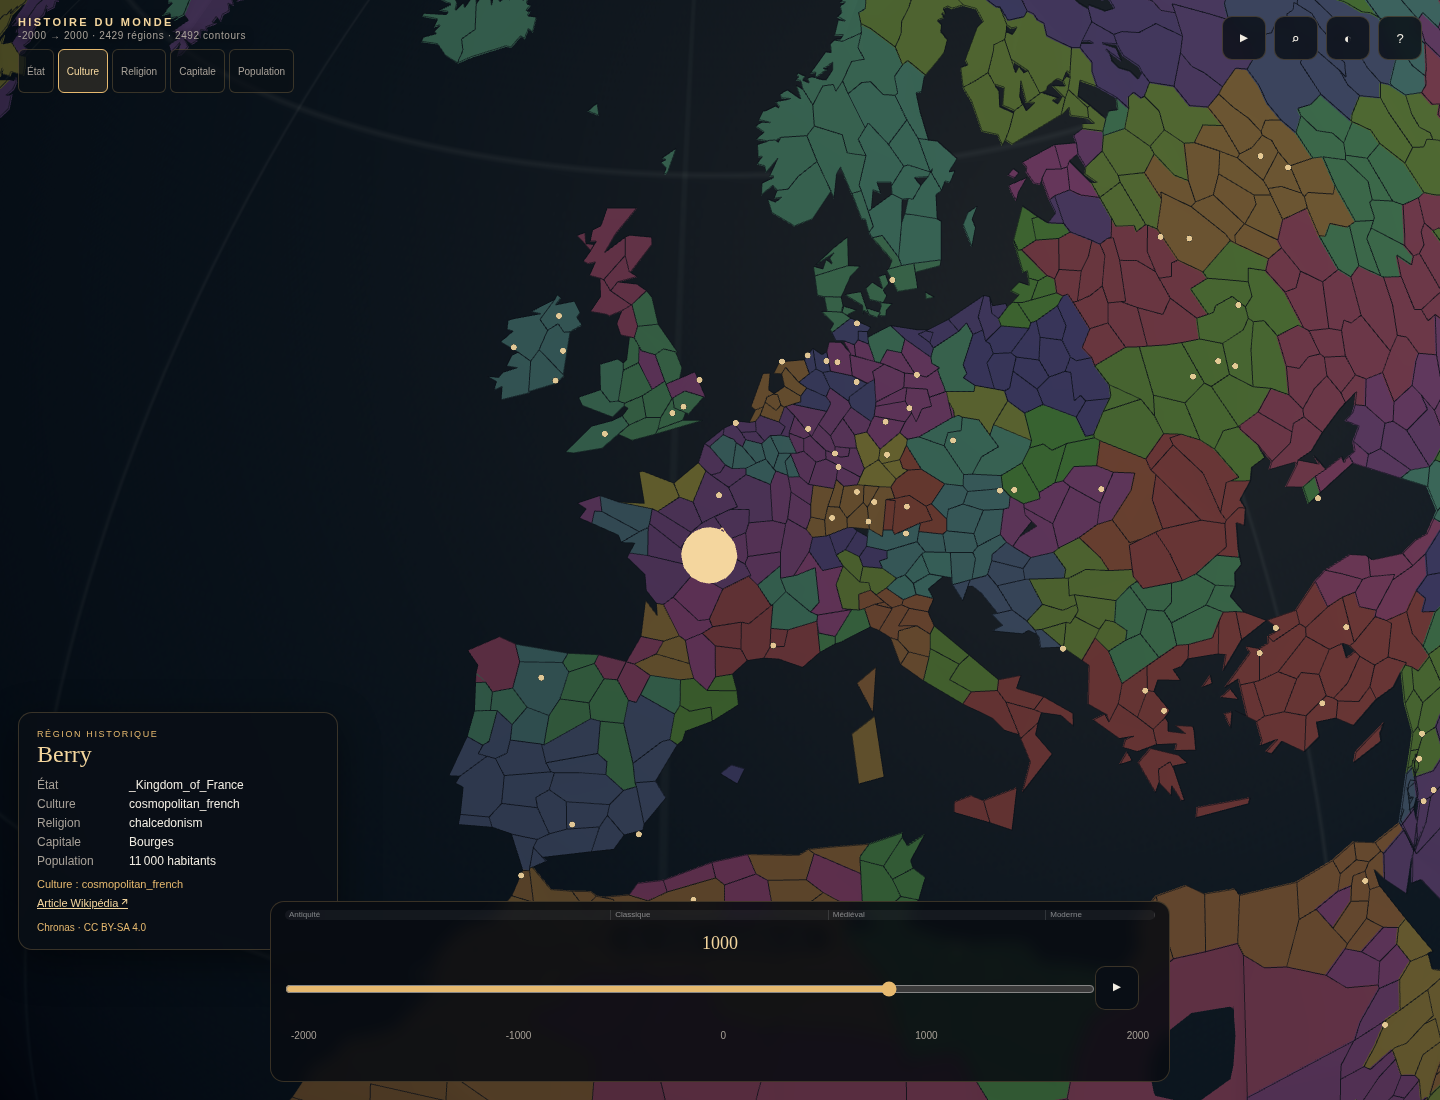 HISTOIRE DU MONDE
-2000 → 2000 · 2429 régions · 2492 contours
État Culture Religion Capitale Population
?
RÉGION HISTORIQUE
Berry
État _Kingdom_of_France
Culture cosmopolitan_french
Religion chalcedonism
Capitale Bourges
Population 11 000 habitants
Culture : cosmopolitan_french
Article Wikipédia ↗
Chronas · CC BY-SA 4.0
Antiquité Classique Médiéval Moderne
1000
-2000 -1000 0 1000 2000